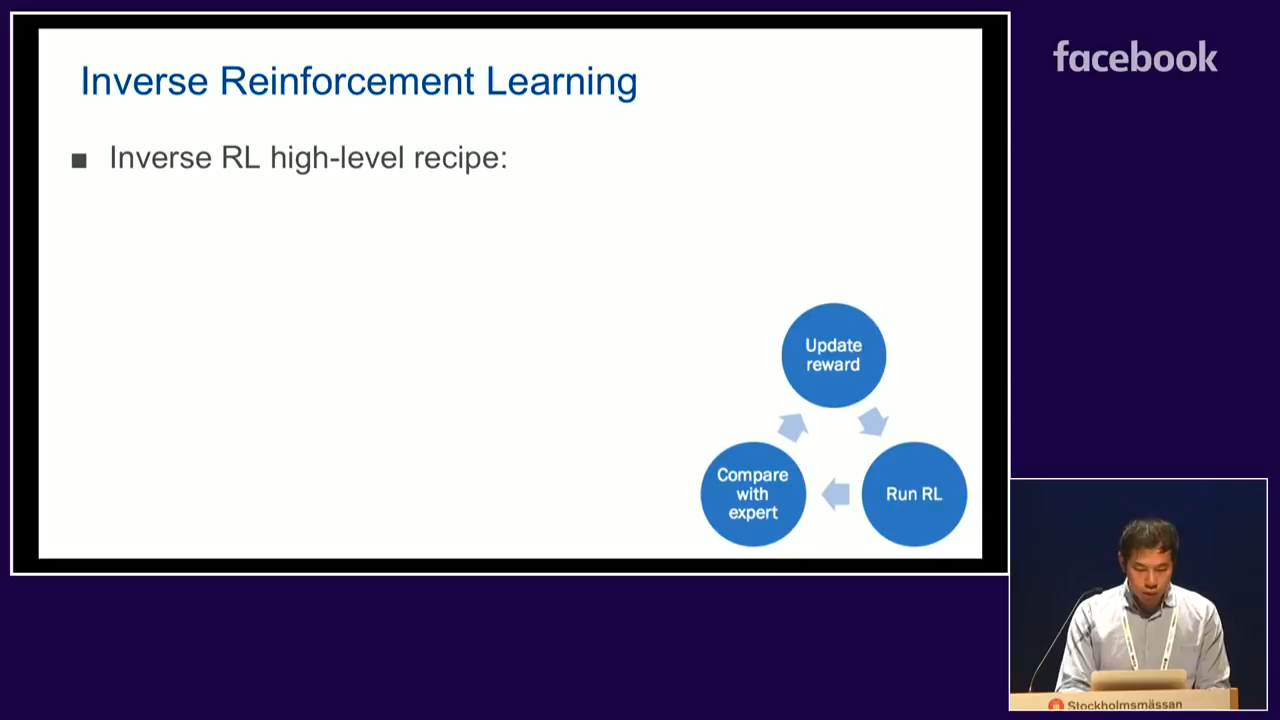 Inverse Reinforcement Learning
facebook
■ Inverse RL high-level recipe:
Update
reward
Compare
with
expert
Run RL
Stockholmsmässan